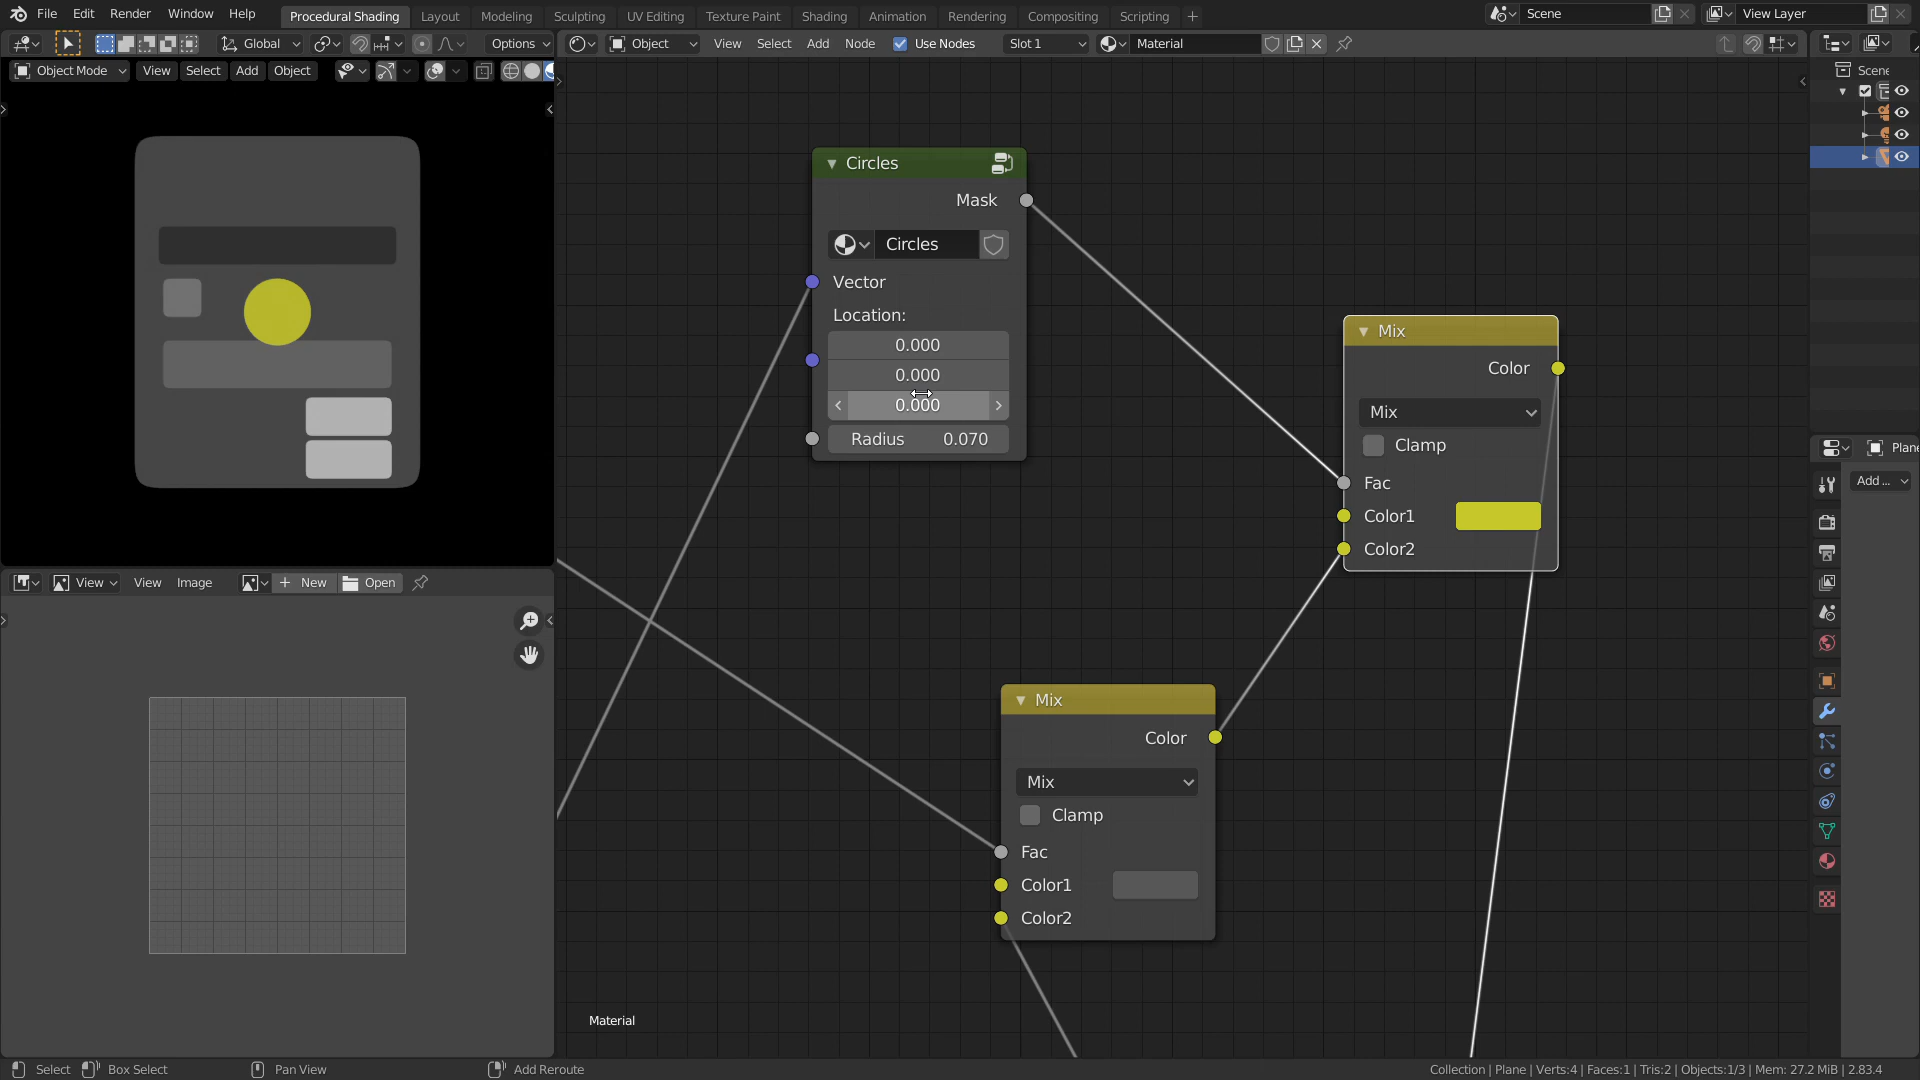 File Edit Render Window Help Procedural Shading Layout Modeling Sculpting UV Editing Texture Paint Shading Animation Rendering Compositing Scripting + Scene View Layer
Global Options Object View Select Add Node Use Nodes Slot 1 Material
Object Mode View Select Add Object Scene
Circles
Mask
Circles
Vector
Location:
0.000
0.000
0.000
Radius 0.070
Mix
Color
Mix
Clamp
Fac
Color1
Color2
Plane
Add ...
View View Image + New Open
Mix
Color
Mix
Clamp
Fac
Color1
Color2
Material
Select Box Select Pan View Add Reroute Collection | Plane | Verts:4 | Faces:1 | Tris:2 | Objects:1/3 | Mem: 27.2 MiB | 2.83.4